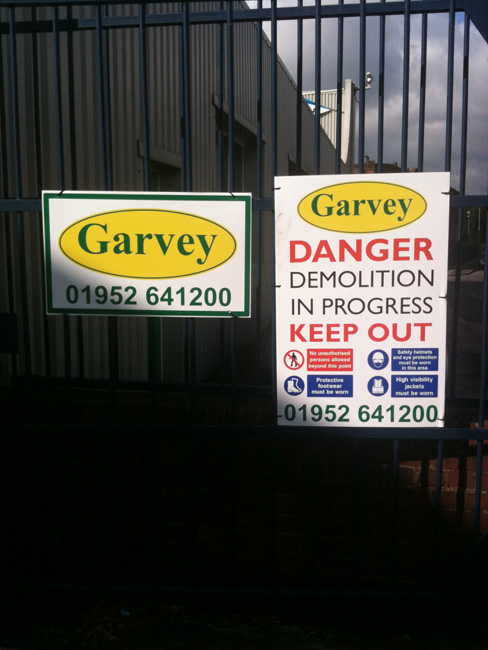 Garvey
01952 641200
Garvey
DANGER
DEMOLITION
IN PROGRESS
KEEP OUT
No unauthorised
persons allowed
beyond this point
Safety helmets
and eye protection
must be worn
in this area
Protective
footwear
must be worn
High visibility
jackets
must be worn
01952 641200